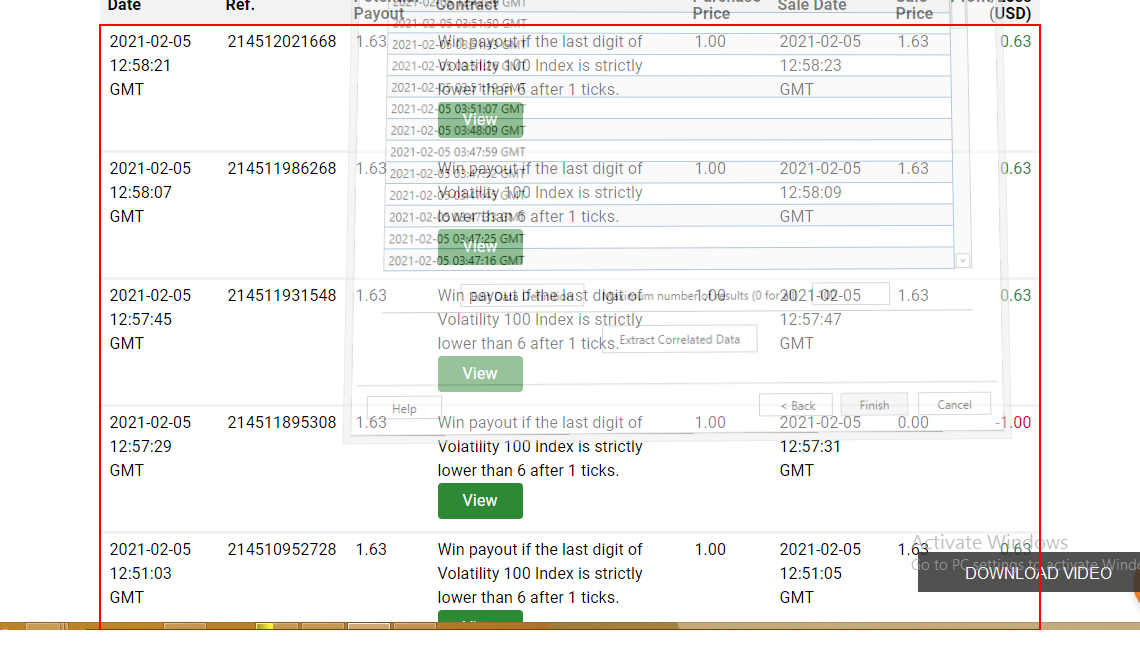 Date Ref. Potential Payout Contract Purchase Price Sale Date Sale Price (USD)
2021-02-05 214512021668 1.63 Win payout if the last digit of 1.00 2021-02-05 1.63 0.63
12:58:21 Volatility 100 Index is strictly 12:58:23
GMT lower than 6 after 1 ticks. GMT
View
2021-02-05 03:51:07 GMT
2021-02-05 03:48:09 GMT
2021-02-05 03:47:59 GMT
2021-02-05 214511986268 1.63 Win payout if the last digit of 1.00 2021-02-05 1.63 0.63
12:58:07 Volatility 100 Index is strictly 12:58:09
GMT lower than 6 after 1 ticks. GMT
View
2021-02-05 03:47:25 GMT
2021-02-05 03:47:16 GMT
2021-02-05 214511931548 1.63 Win payout if the last digit of 1.00 2021-02-05 1.63 0.63
Edit Data Definition Maximum number of results (0 for all)
12:57:45 Volatility 100 Index is strictly 12:57:47
GMT lower than 6 after 1 ticks. GMT
Extract Correlated Data
View
Help < Back Finish Cancel
2021-02-05 214511895308 1.63 Win payout if the last digit of 1.00 2021-02-05 0.00 -1.00
12:57:29 Volatility 100 Index is strictly 12:57:31
GMT lower than 6 after 1 ticks. GMT
View
2021-02-05 214510952728 1.63 Win payout if the last digit of 1.00 2021-02-05 1.63 0.63
12:51:03 Volatility 100 Index is strictly 12:51:05
GMT lower than 6 after 1 ticks. GMT
Activate Windows
Go to PC settings to activate Windo
DOWNLOAD VIDEO